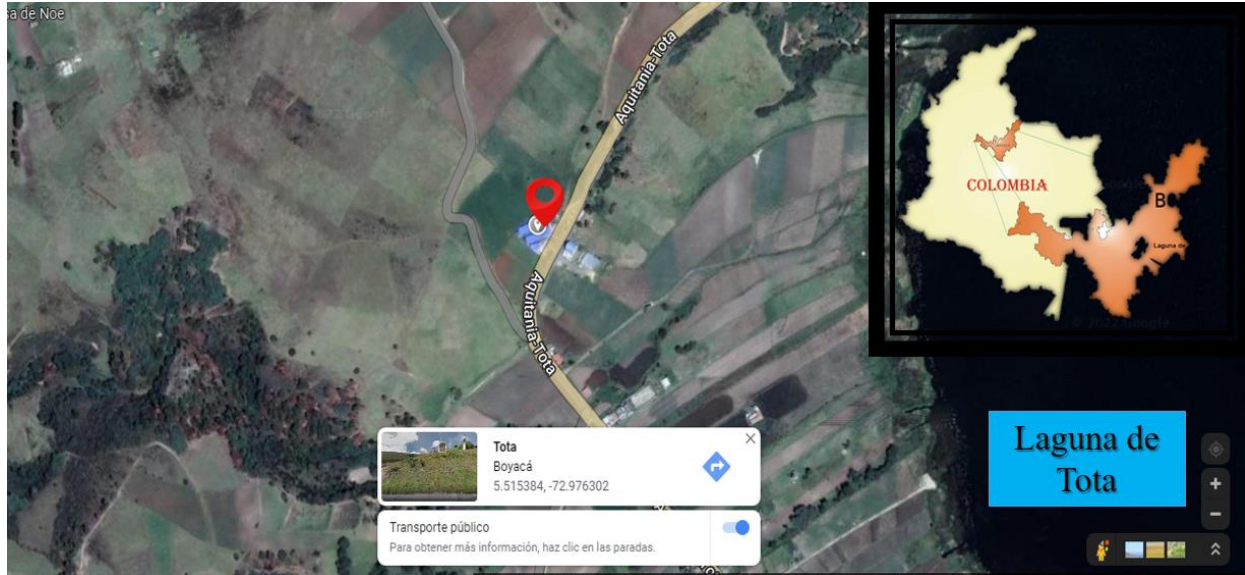 sa de Noe
Aquitania-Tota
COLOMBIA
B
Laguna de
© 2022 Google
Aquitania-Tota
Tota
Boyacá
5.515384, -72.976302
Laguna de
Tota
Transporte público
Para obtener más información, haz clic en las paradas.